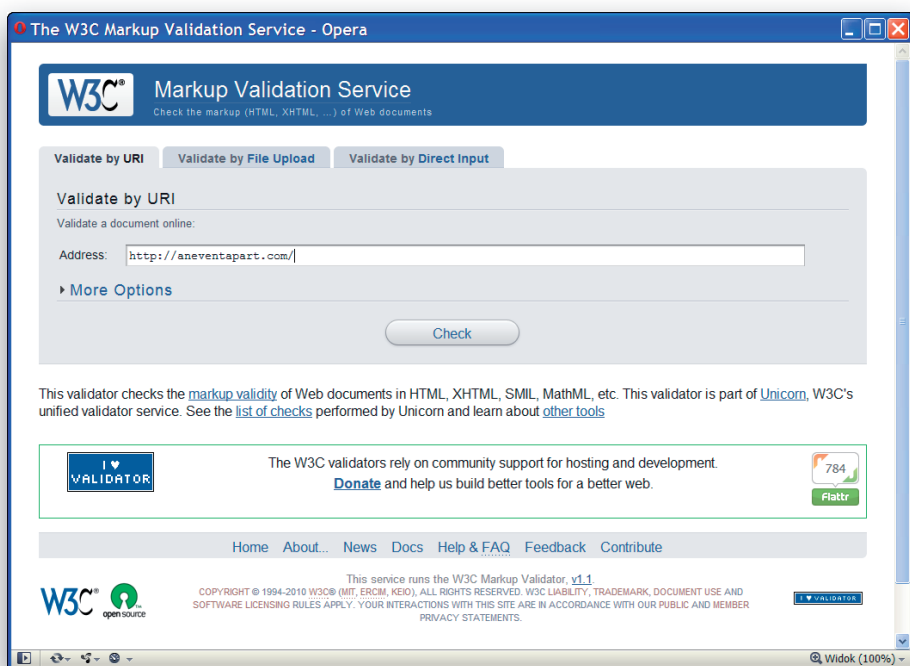 The W3C Markup Validation Service - Opera
W3C®
Markup Validation Service
Check the markup (HTML, XHTML, ...) of Web documents
Validate by URI
Validate by File Upload
Validate by Direct Input
Validate by URI
Validate a document online:
Address: http://aneventapart.com/
More Options
Check
This validator checks the markup validity of Web documents in HTML, XHTML, SMIL, MathML, etc. This validator is part of Unicorn, W3C's
unified validator service. See the list of checks performed by Unicorn and learn about other tools
I ♥
VALIDATOR
The W3C validators rely on community support for hosting and development.
Donate and help us build better tools for a better web.
784
Flattr
Home About... News Docs Help & FAQ Feedback Contribute
W3C®
open source
This service runs the W3C Markup Validator, v1.1.
COPYRIGHT © 1994-2010 W3C® (MIT, ERCIM, KEIO), ALL RIGHTS RESERVED. W3C LIABILITY, TRADEMARK, DOCUMENT USE AND
SOFTWARE LICENSING RULES APPLY. YOUR INTERACTIONS WITH THIS SITE ARE IN ACCORDANCE WITH OUR PUBLIC AND MEMBER
PRIVACY STATEMENTS.
I ♥ VALIDATOR
Widok (100%)